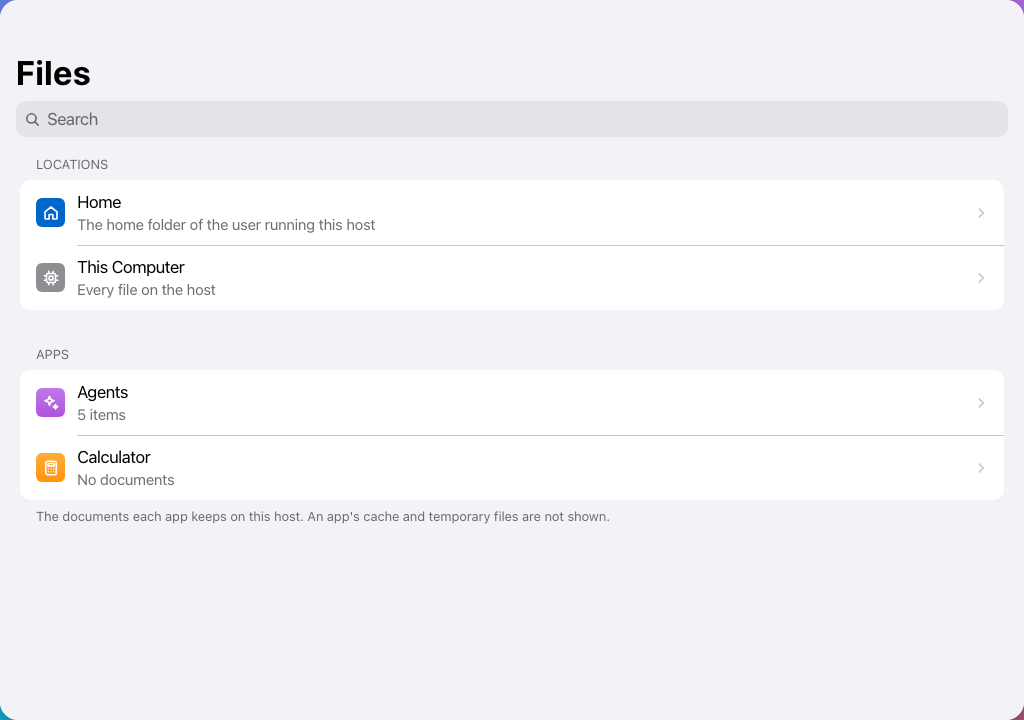 Files
Search
LOCATIONS
Home
The home folder of the user running this host
This Computer
Every file on the host
APPS
Agents
5 items
Calculator
No documents
The documents each app keeps on this host. An app's cache and temporary files are not shown.